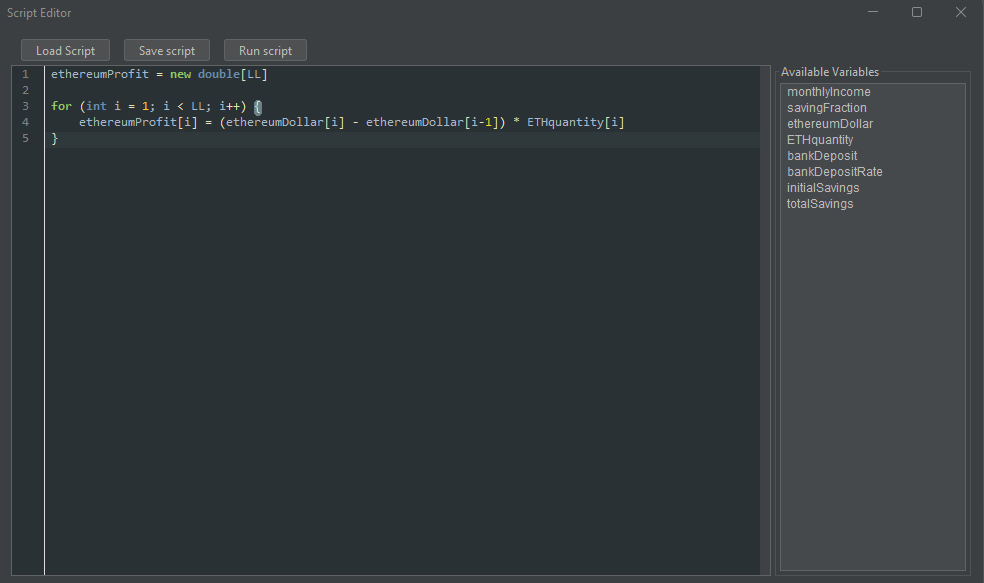 Script Editor
Load Script Save script Run script
1 ethereumProfit = new double[LL]
2
3 for (int i = 1; i < LL; i++) {
4 ethereumProfit[i] = (ethereumDollar[i] - ethereumDollar[i-1]) * ETHquantity[i]
5 }
Available Variables
monthlyIncome
savingFraction
ethereumDollar
ETHquantity
bankDeposit
bankDepositRate
initialSavings
totalSavings